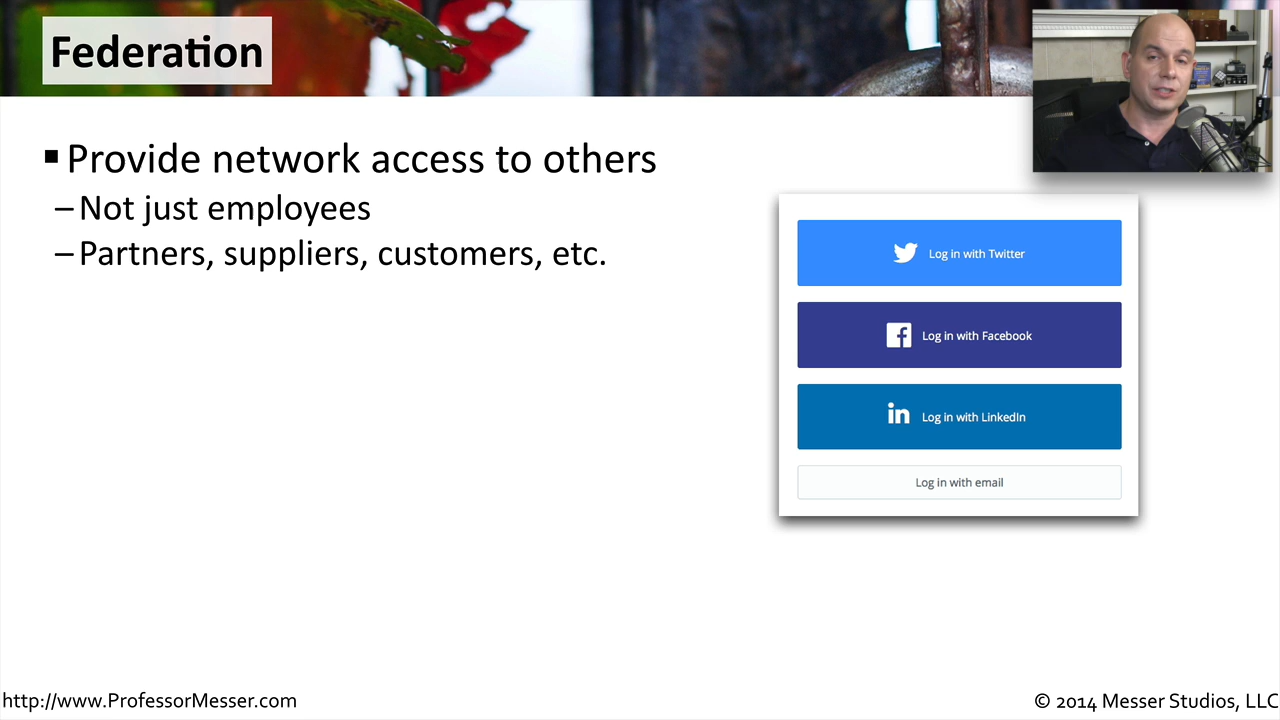 Federation
▪ Provide network access to others
– Not just employees
– Partners, suppliers, customers, etc.
Log in with Twitter
Log in with Facebook
in Log in with LinkedIn
Log in with email
http://www.ProfessorMesser.com
© 2014 Messer Studios, LLC